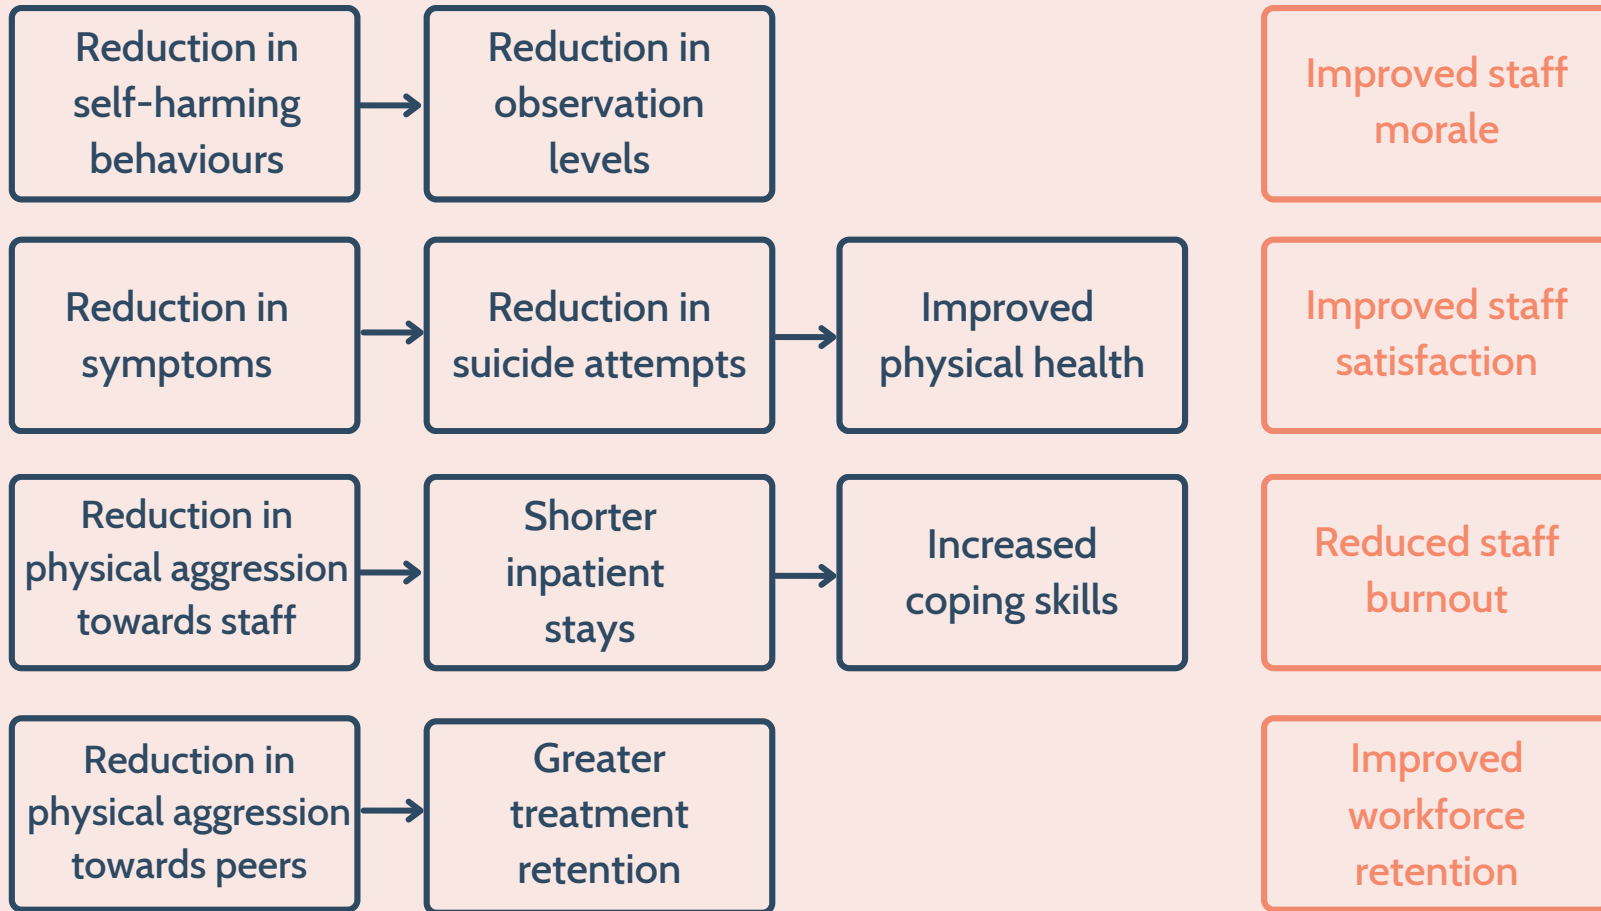 Reduction in
self-harming
behaviours
Reduction in
observation
levels
Improved staff
morale
Reduction in
symptoms
Reduction in
suicide attempts
Improved
physical health
Improved staff
satisfaction
Reduction in
physical aggression
towards staff
Shorter
inpatient
stays
Increased
coping skills
Reduced staff
burnout
Reduction in
physical aggression
towards peers
Greater
treatment
retention
Improved
workforce
retention